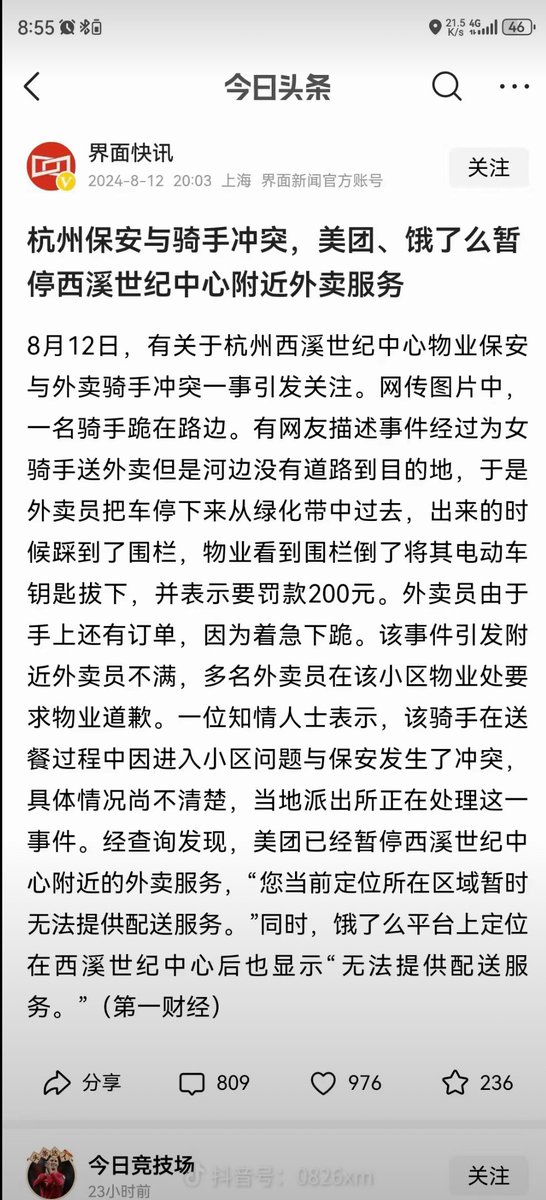 8:55
21.5 K/s 4G 46
今日头条
界面快讯
关注
2024-8-12 20:03 上海 界面新闻官方账号
杭州保安与骑手冲突，美团、饿了么暂
停西溪世纪中心附近外卖服务
8月12日，有关于杭州西溪世纪中心物业保安
与外卖骑手冲突一事引发关注。网传图片中，
一名骑手跪在路边。有网友描述事件经过为女
骑手送外卖但是河边没有道路到目的地，于是
外卖员把车停下来从绿化带中过去，出来的时
候踩到了围栏，物业看到围栏倒了将其电动车
钥匙拔下，并表示要罚款200元。外卖员由于
手上还有订单，因为着急下跪。该事件引发附
近外卖员不满，多名外卖员在该小区物业处要
求物业道歉。一位知情人士表示，该骑手在送
餐过程中因进入小区问题与保安发生了冲突，
具体情况尚不清楚，当地派出所正在处理这一
事件。经查询发现，美团已经暂停西溪世纪中
心附近的外卖服务，“您当前定位所在区域暂时
无法提供配送服务。”同时，饿了么平台上定位
在西溪世纪中心后也显示“无法提供配送服
务。”（第一财经）
分享 809 976 236
今日竞技场
23小时前
关注
抖音号：0826xm